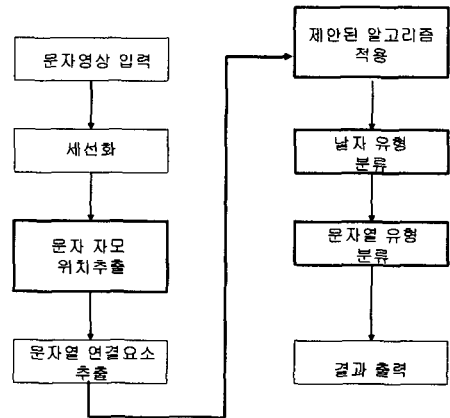 문자영상 입력
세선화
문자 자모
위치추출
문자열 연결요소
추출
제안된 알고리즘
적용
낱자 유형
분류
문자열 유형
분류
결과 출력